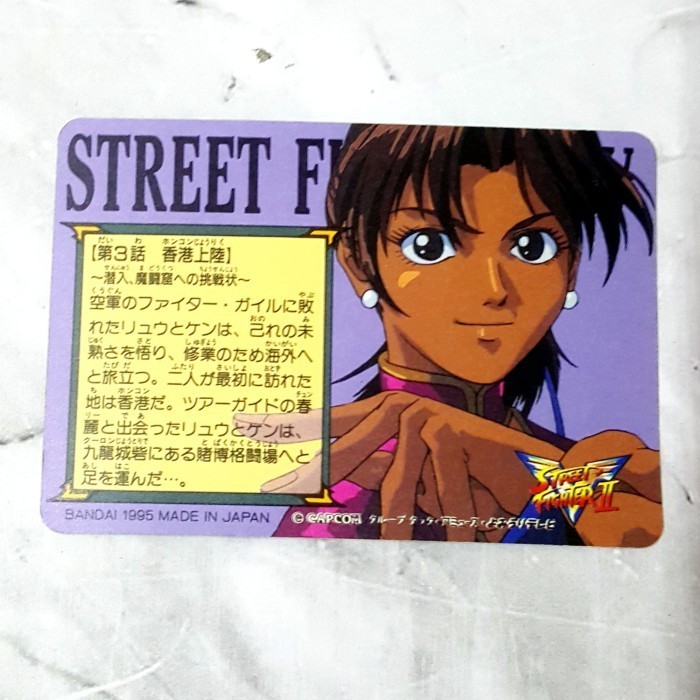 STREET FI Y
【第3話 香港上陸】
～潜入、魔闘窟への挑戦状～
空軍のファイター・ガイルに敗
れたリュウとケンは、己れの未
熟さを悟り、修業のため海外へ
と旅立つ。二人が最初に訪れた
地は香港だ。ツアーガイドの春
麗と出会ったリュウとケンは、
九龍城砦にある賭博格闘場へと
足を運んだ…。
STREET
FIGHTER II
BANDAI 1995 MADE IN JAPAN
© CAPCOM